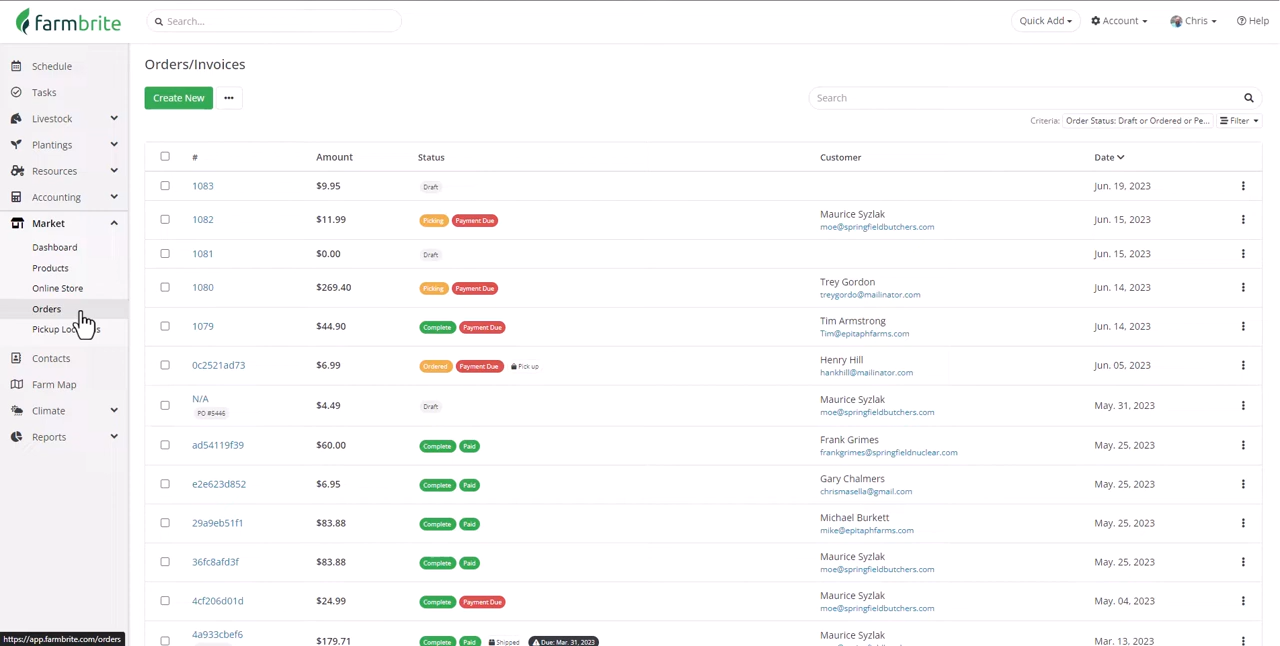 farmbrite
Search...
Quick Add
Account
Chris
Help
Schedule
Tasks
Livestock
Plantings
Resources
Accounting
Market
Dashboard
Products
Online Store
Orders
Pickup Lo
s
Contacts
Farm Map
Climate
Reports
https://app.farmbrite.com/orders
Orders/Invoices
Create New
Search
Criteria: Order Status: Draft or Ordered or Pe... Filter
# Amount Status Customer Date
1083 $9.95 Draft Jun. 19, 2023
1082 $11.99 Picking Payment Due Maurice Syzlak Jun. 15, 2023
moe@springfieldbutchers.com
1081 $0.00 Draft Jun. 15, 2023
1080 $269.40 Picking Payment Due Trey Gordon Jun. 14, 2023
treygordo@mailinator.com
1079 $44.90 Complete Payment Due Tim Armstrong Jun. 14, 2023
Tim@epitaphfarms.com
0c2521ad73 $6.99 Ordered Payment Due Pick up Henry Hill Jun. 05, 2023
hankhill@mailinator.com
N/A $4.49 Draft Maurice Syzlak May. 31, 2023
PO #5446 moe@springfieldbutchers.com
ad54119f39 $60.00 Complete Paid Frank Grimes May. 25, 2023
frankgrimes@springfieldnuclear.com
e2e623d852 $6.95 Complete Paid Gary Chalmers May. 25, 2023
chrismasella@gmail.com
29a9eb51f1 $83.88 Complete Paid Michael Burkett May. 25, 2023
mike@epitaphfarms.com
36fc8afd3f $83.88 Complete Paid Maurice Syzlak May. 25, 2023
moe@springfieldbutchers.com
4cf206d01d $24.99 Complete Payment Due Maurice Syzlak May. 04, 2023
moe@springfieldbutchers.com
4a933cbef6 $179.71 Complete Paid Shipped Due: Mar. 31, 2023 Maurice Syzlak Mar. 13, 2023